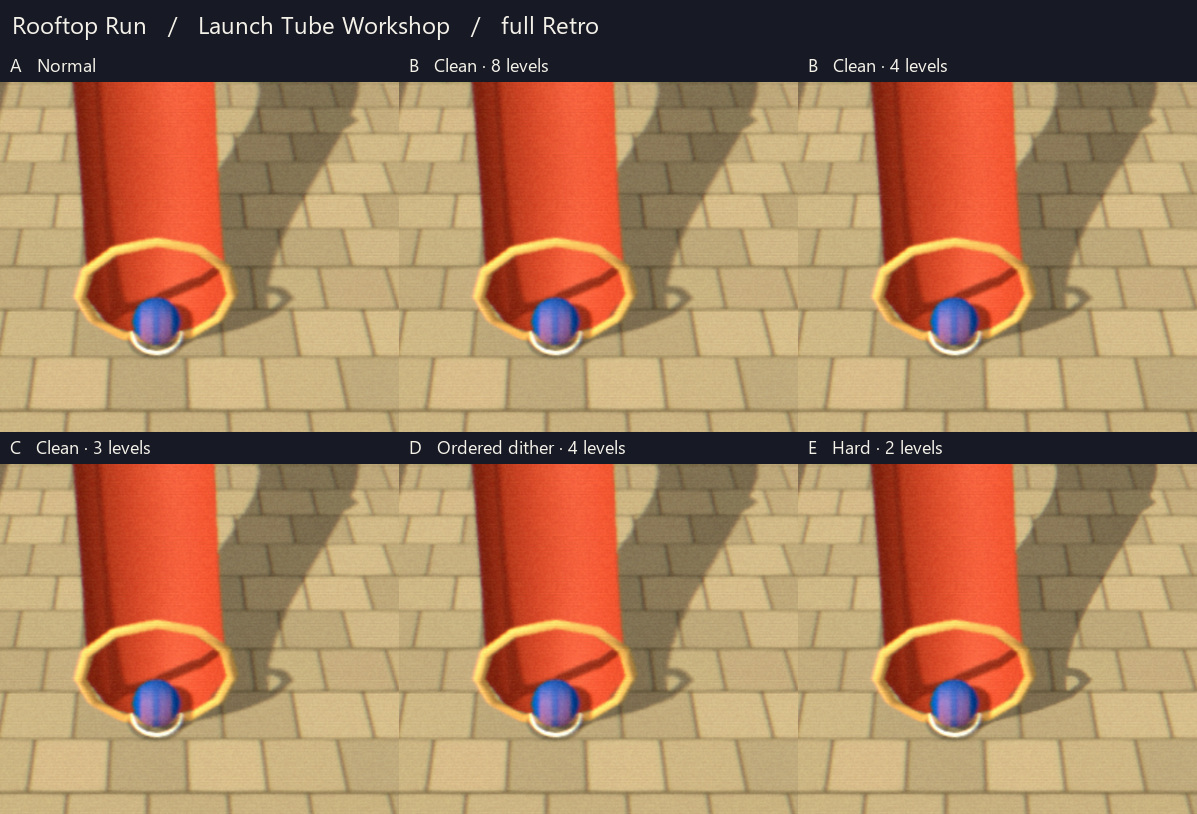 Rooftop Run / Launch Tube Workshop / full Retro
A Normal
B Clean · 8 levels
B Clean · 4 levels
C Clean · 3 levels
D Ordered dither · 4 levels
E Hard · 2 levels